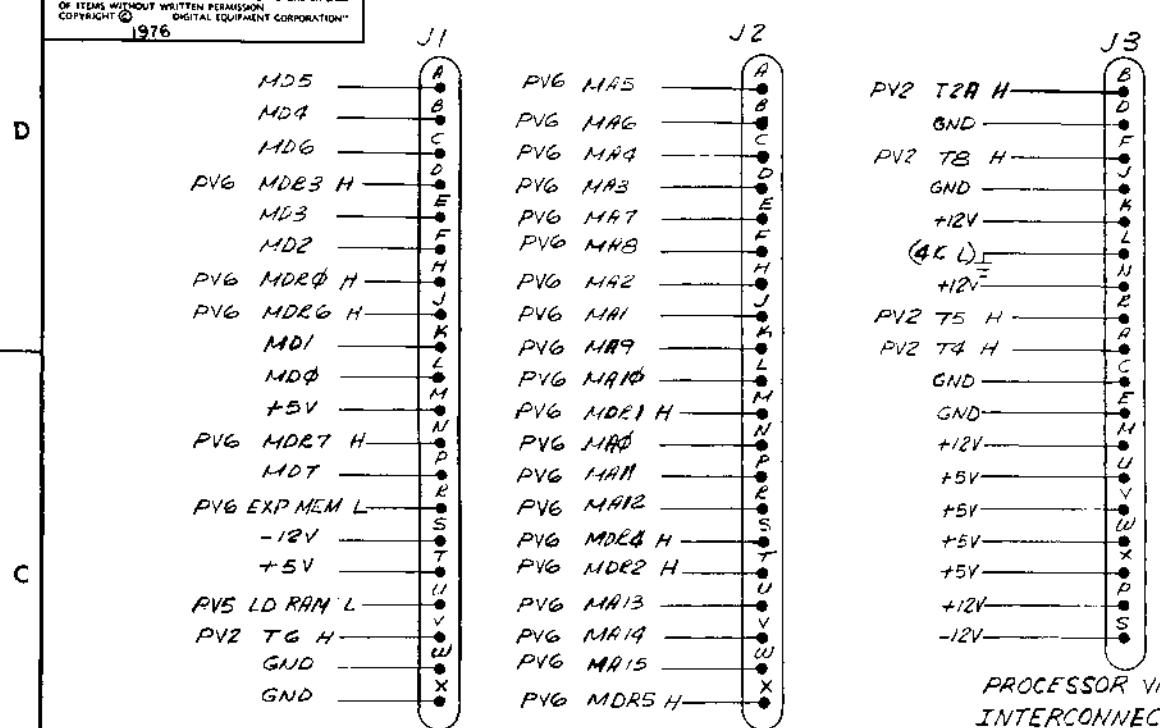 OF ITEMS WITHOUT WRITTEN PERMISSION
COPYRIGHT © DIGITAL EQUIPMENT CORPORATION"
1976
D
C
J1
MD5 A
MD4 B
MD6 C
PV6 MDR3 H D
MD3 E
MD2 F
PV6 MDRØ H H
PV6 MDR6 H J
MD1 K
MDØ L
+5V M
PV6 MDR7 H N
MD7 P
PV6 EXP MEM L R
-12V S
+5V T
PV5 LD RAM L U
PV2 T6 H V
GND W
GND X
J2
PV6 MA5 A
PV6 MA6 B
PV6 MA4 C
PV6 MA3 D
PV6 MA7 E
PV6 MA8 F
PV6 MA2 H
PV6 MA1 J
PV6 MA9 K
PV6 MA1Ø L
PV6 MDR1 H M
PV6 MAØ N
PV6 MA11 P
PV6 MA12 R
PV6 MDR4 H S
PV6 MDR2 H T
PV6 MA13 U
PV6 MA14 V
PV6 MA15 W
PV6 MDR5 H X
J3
PV2 T2A H B
GND D
PV2 T8 H F
GND J
+12V K
(4K L) L
+12V N
PV2 T5 H R
PV2 T4 H A
GND C
GND E
+12V M
+5V U
+5V V
+5V W
+5V X
+12V P
-12V S
PROCESSOR
INTERCONNEC